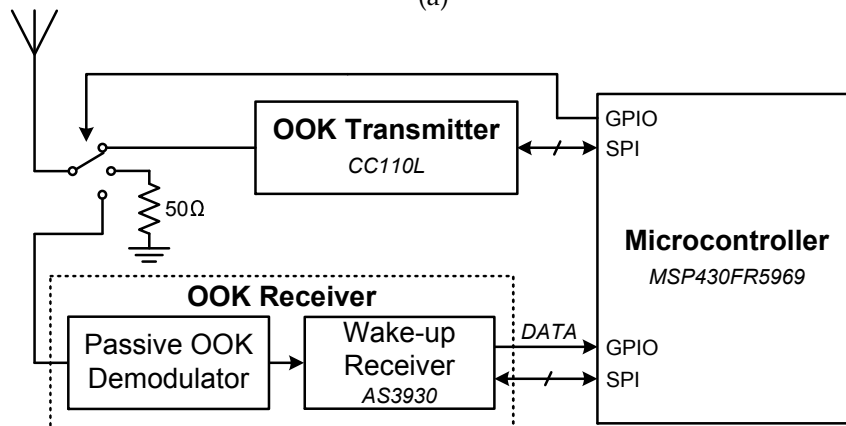 (a)
OOK Transmitter
CC110L
GPIO
SPI
50Ω
Microcontroller
MSP430FR5969
OOK Receiver
Passive OOK
Demodulator
Wake-up
Receiver
AS3930
DATA
GPIO
SPI